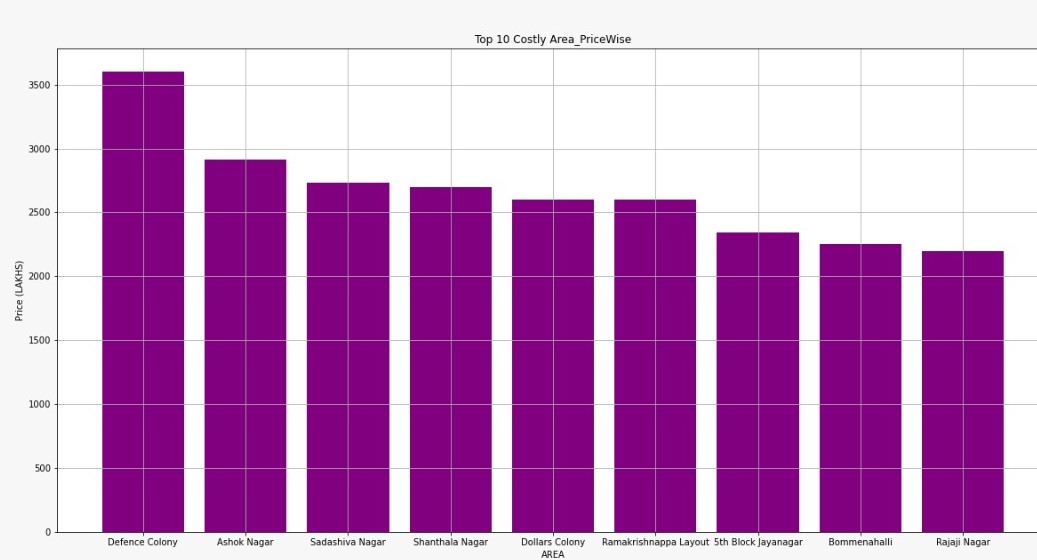 Top 10 Costly Area_PriceWise
3500
3000
2500
2000
1500
1000
500
0
Price (LAKHS)
Defence Colony
Ashok Nagar
Sadashiva Nagar
Shanthala Nagar
Dollars Colony
Ramakrishnappa Layout
5th Block Jayanagar
Bommenahalli
Rajaji Nagar
AREA